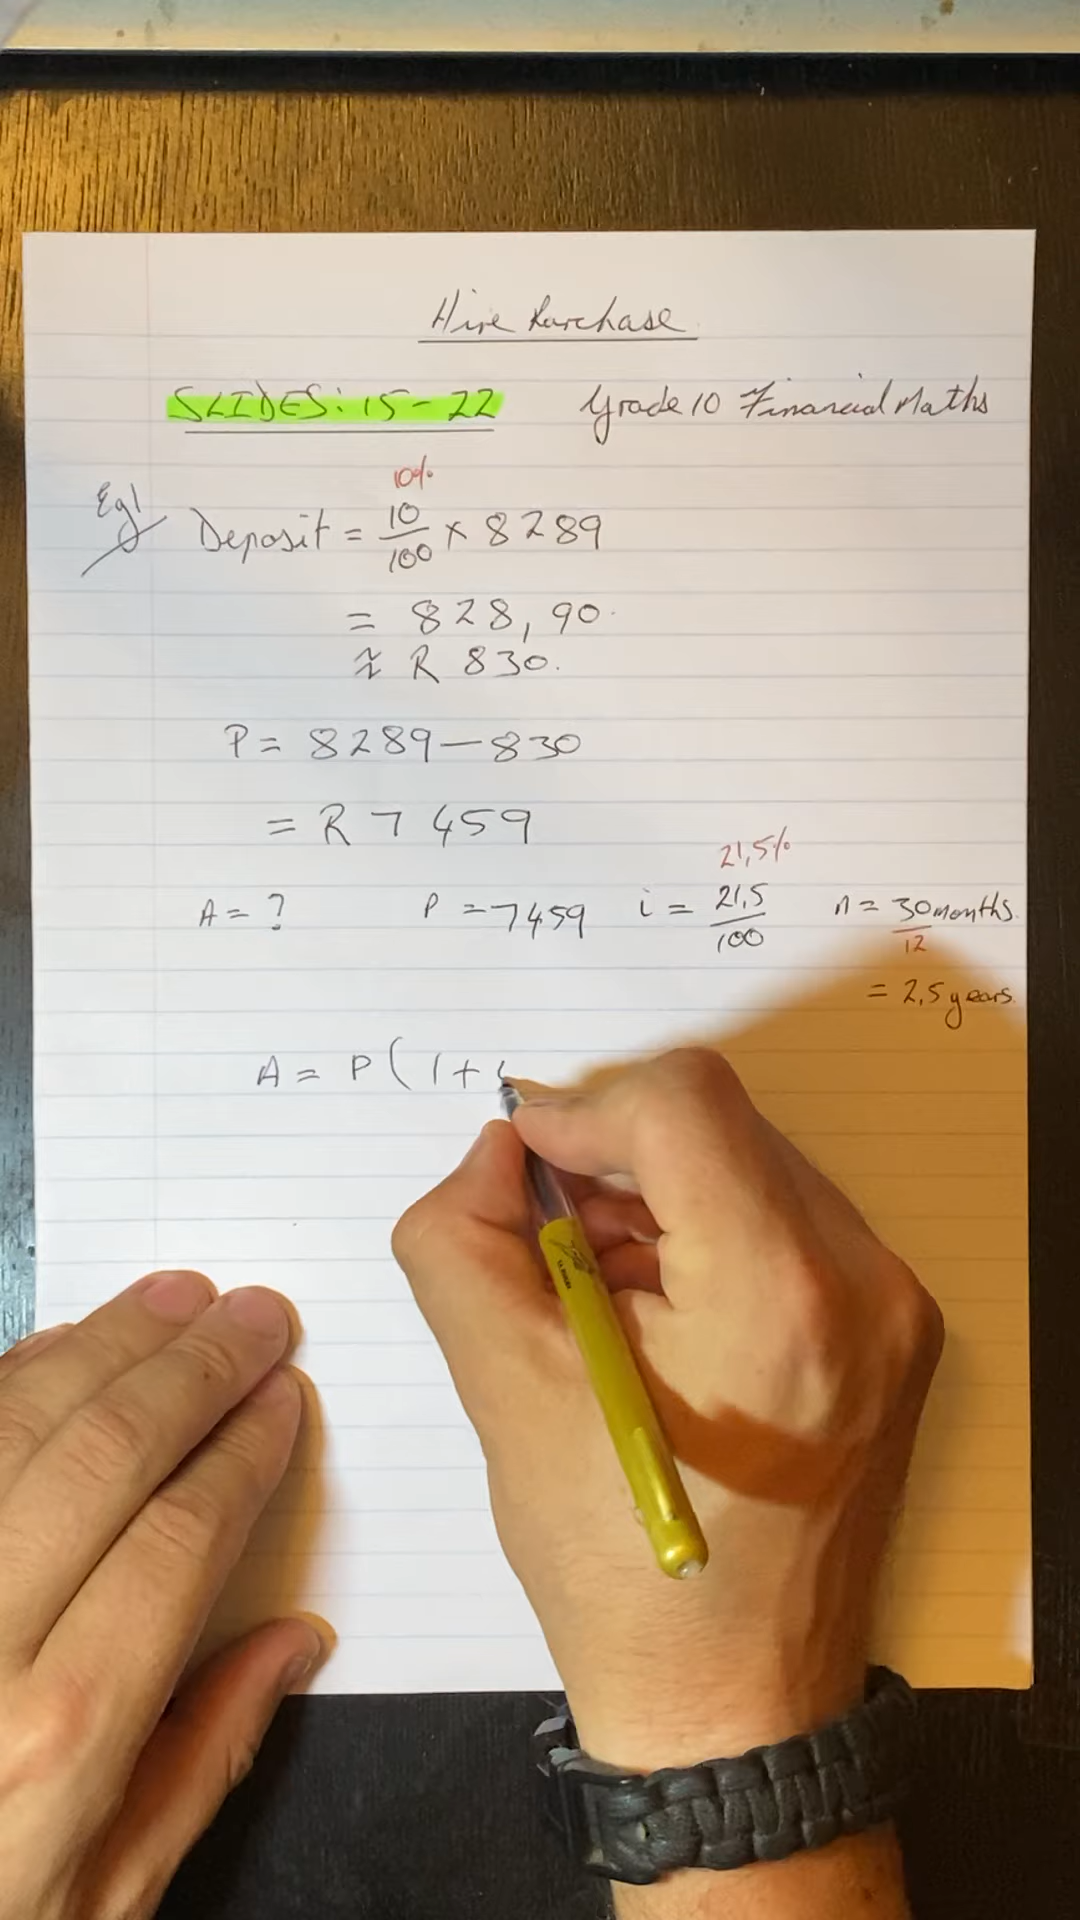 Hire Purchase
SLIDES: 15-22 Grade 10 Financial Maths
10%
Eg1 Deposit = 10/100 × 8289
= 828,90
≈ R 830.
P = 8289 - 830
= R 7 459
21,5%
A = ? P = 7459 i = 21,5/100 n = 30 months
12
= 2,5 years.
A = P ( 1 +